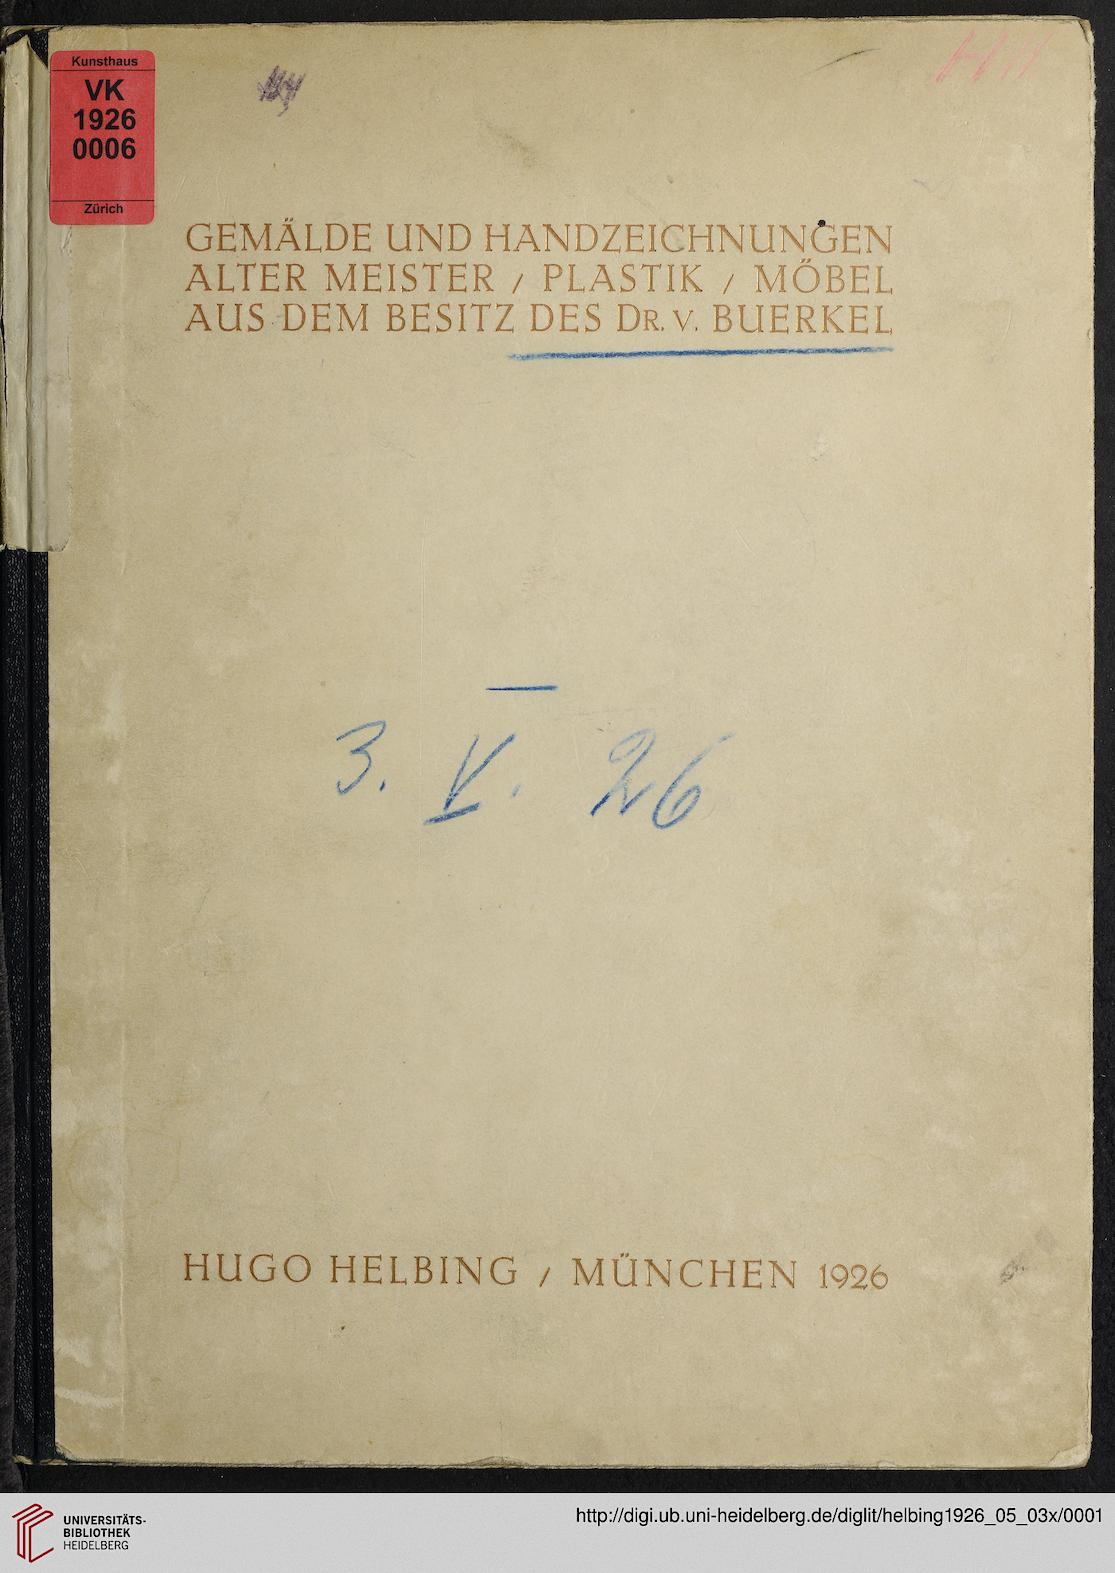 Kunsthaus
VK
1926
0006
Zürich
GEMÄLDE UND HANDZEICHNUNGEN
ALTER MEISTER / PLASTIK / MÖBEL
AUS DEM BESITZ DES DR. V. BUERKEL
3. V. 26
HUGO HELBING / MÜNCHEN 1926
UNIVERSITÄTS-
BIBLIOTHEK
HEIDELBERG
http://digi.ub.uni-heidelberg.de/diglit/helbing1926_05_03x/0001